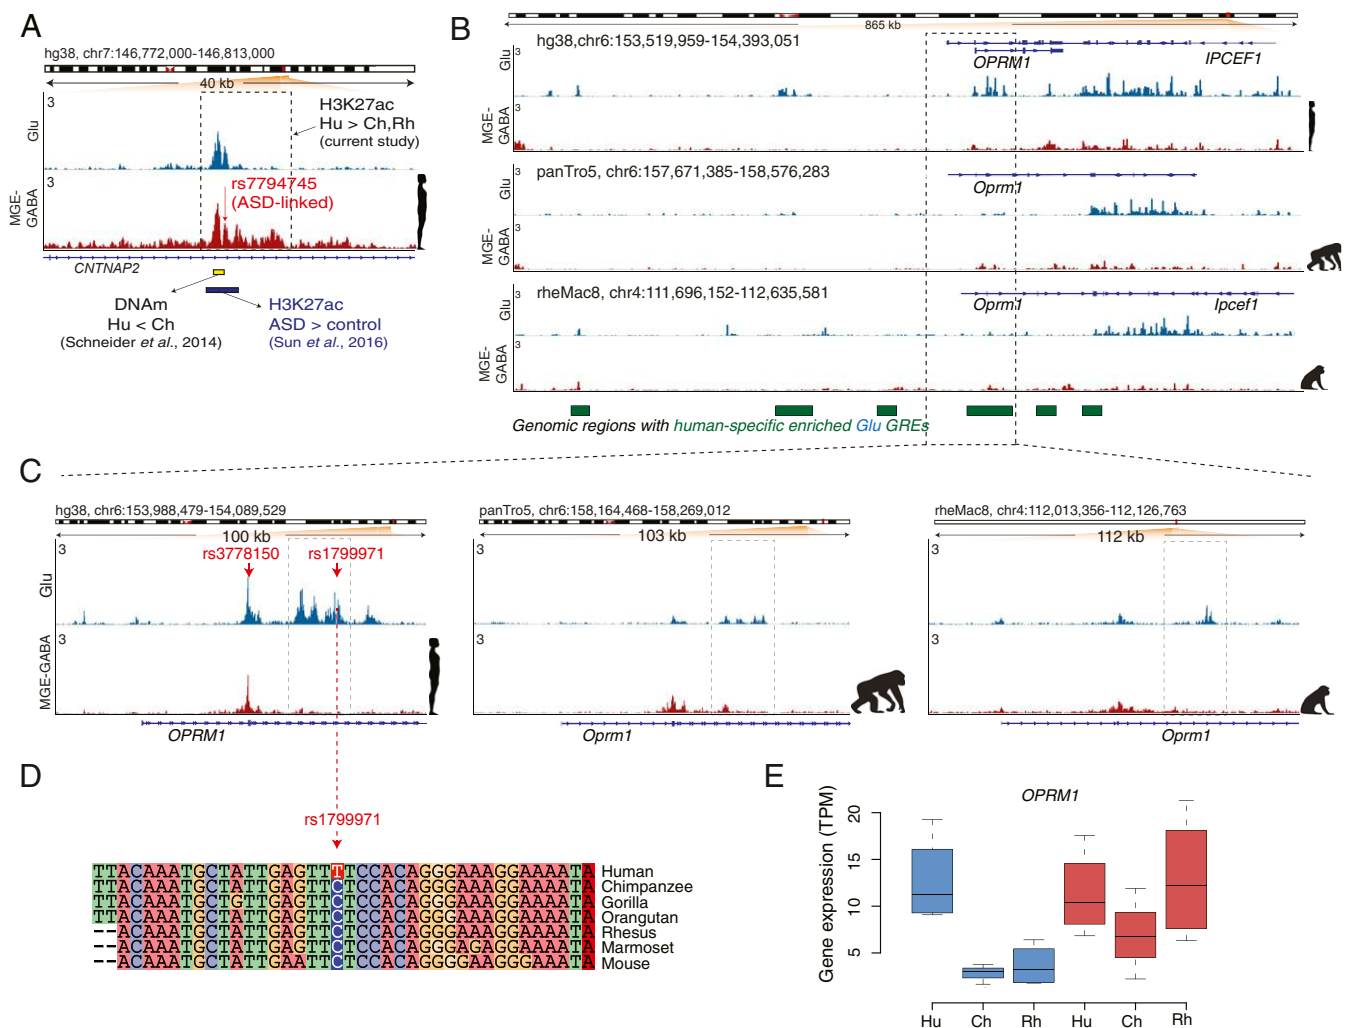 A
hg38, chr7:146,772,000-146,813,000
40 kb
3
Glu
H3K27ac
Hu > Ch,Rh
(current study)
3
MGE-
GABA
rs7794745
(ASD-linked)
CNTNAP2
DNAm
Hu < Ch
(Schneider et al., 2014)
H3K27ac
ASD > control
(Sun et al., 2016)
B
865 kb
hg38,chr6:153,519,959-154,393,051
Glu
3
OPRM1
IPCEF1
MGE-
GABA
3
panTro5, chr6:157,671,385-158,576,283
Glu
3
Oprm1
MGE-
GABA
3
rheMac8, chr4:111,696,152-112,635,581
Glu
3
Oprm1
Ipcef1
MGE-
GABA
3
Genomic regions with human-specific enriched Glu GREs
C
hg38, chr6:153,988,479-154,089,529
100 kb
3
rs3778150
rs1799971
Glu
3
MGE-GABA
OPRM1
panTro5, chr6:158,164,468-158,269,012
103 kb
3
3
Oprm1
rheMac8, chr4:112,013,356-112,126,763
112 kb
3
3
Oprm1
D
rs1799971
TTACAAATGCTATTGAGTTTTCCACAGGGAAAGGAAAATA Human
TTACAAATGCTATTGAGTTCTCCACAGGGAAAGGAAAATA Chimpanzee
TTACAAATGCTGTTGAGTTCTCCACAGGGAAAGGAAAATA Gorilla
TTACAAATGCTATTGAGTTCTCCACAGGGAAAGGAAAATA Orangutan
--ACAAATGCTATTGAGTTCTCCACAGGGAAAGGAAAATA Rhesus
--ACAAATGCTATTGAATTCTCCACAGGGAGAGGAAAATA Marmoset
--ACAAATGCTATTGAATTCTCCACAGGGGAAGGGAAATA Mouse
E
OPRM1
Gene expression (TPM)
20
15
10
5
Hu
Ch
Rh
Hu
Ch
Rh